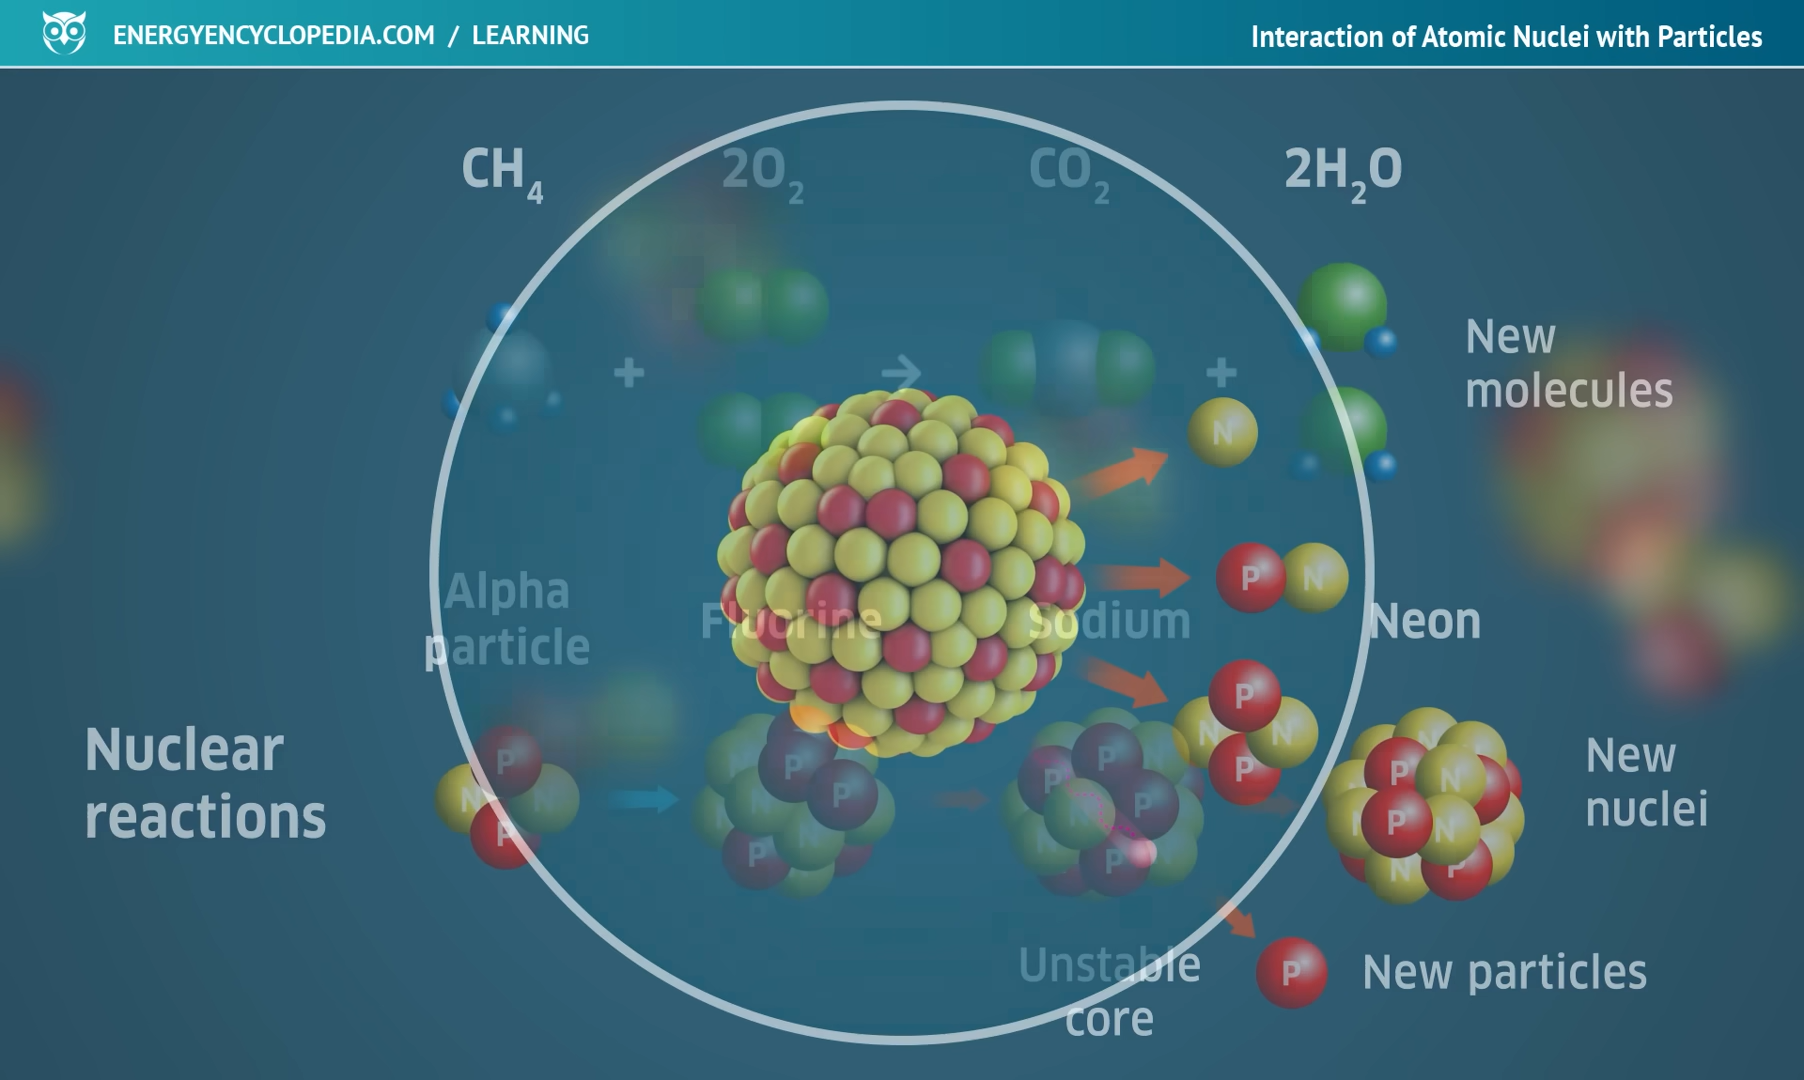 ENERGYENCYCLOPEDIA.COM / LEARNING
Interaction of Atomic Nuclei with Particles
CH4
2O2
CO2
2H2O
+ → +
New
molecules
N
P N
Alpha
particle
Fluorine
Sodium
Neon
Nuclear
reactions
P
N N
P
P
N P
N
P N
P
P P
N
P
P
N N
P
N
P N
P N
N P
New
nuclei
Unstable
core
P
New particles